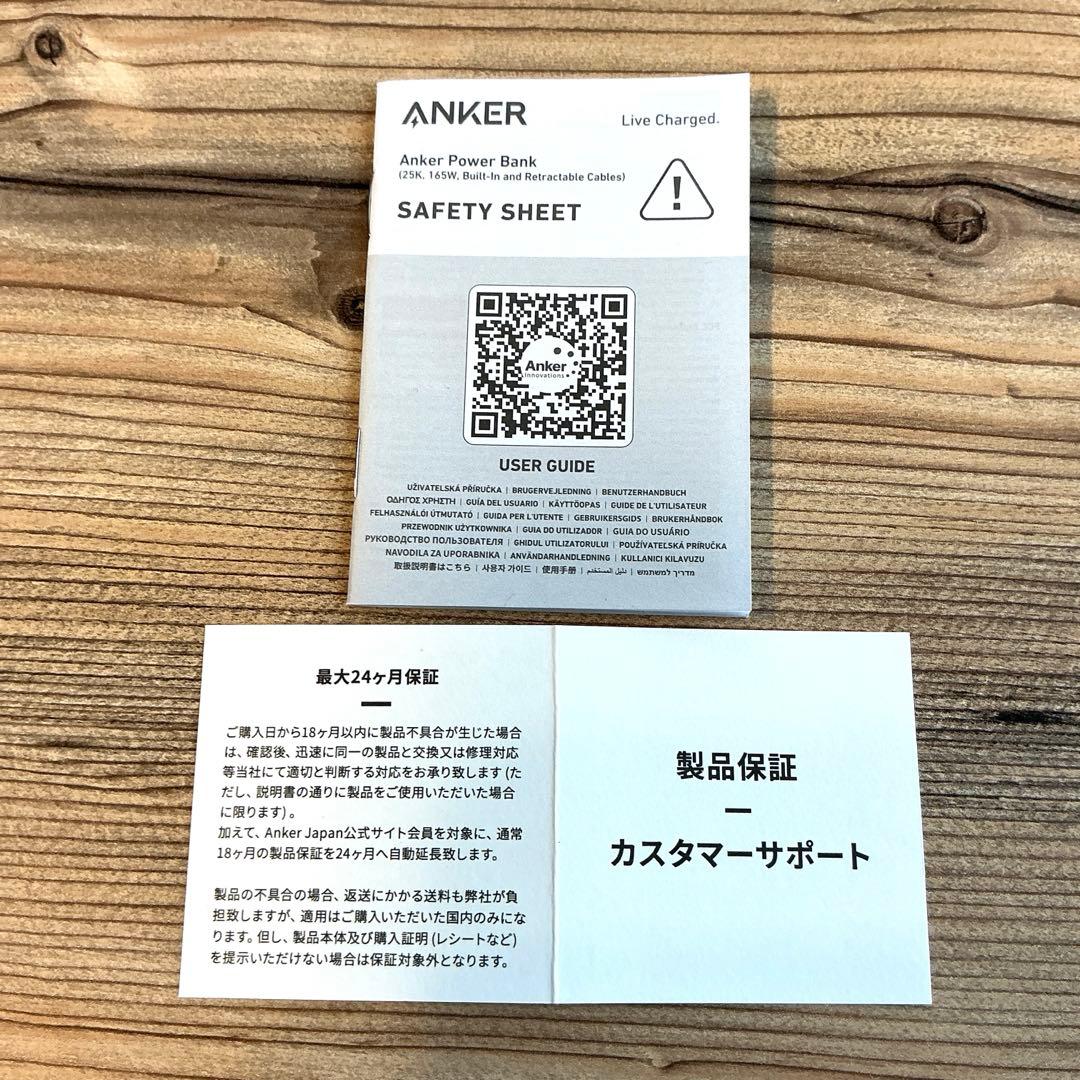 ANKER
Live Charged.
Anker Power Bank
(25K, 165W, Built-In and Retractable Cables)
SAFETY SHEET
Anker
Innovations
USER GUIDE
UŽIVATELSKÁ PŘÍRUČKA | BRUGERVEJLEDNING | BENUTZERHANDBUCH
ΟΔΗΓΟΣ ΧΡΗΣΤΗ | GUÍA DEL USUARIO | KÄYTTÖOPAS | GUIDE DE L'UTILISATEUR
FELHASZNÁLÓI ÚTMUTATÓ | GUIDA PER L'UTENTE | GEBRUIKERSGIDS | BRUKERHÅNDBOK
PRZEWODNIK UŻYTKOWNIKA | GUIA DO UTILIZADOR | GUIA DO USUÁRIO
РУКОВОДСТВО ПОЛЬЗОВАТЕЛЯ | GHIDUL UTILIZATORULUI | POUŽÍVATEĽSKÁ PRÍRUČKA
NAVODILA ZA UPORABNIKA | ANVÄNDARHANDLEDNING | KULLANICI KILAVUZU
取扱説明書はこちら | 사용자 가이드 | 使用手册 | دليل المستخدم | מדריך למשתמש
最大24ヶ月保証
ご購入日から18ヶ月以内に製品不具合が生じた場合
は、確認後、迅速に同一の製品と交換又は修理対応
等当社にて適切と判断する対応をお承り致します (た
だし、説明書の通りに製品をご使用いただいた場合
に限ります) 。
加えて、Anker Japan公式サイト会員を対象に、通常
18ヶ月の製品保証を24ヶ月へ自動延長致します。
製品の不具合の場合、返送にかかる送料も弊社が負
担致しますが、適用はご購入いただいた国内のみにな
ります。但し、製品本体及び購入証明 (レシートなど)
を提示いただけない場合は保証対象外となります。
製品保証
カスタマーサポート